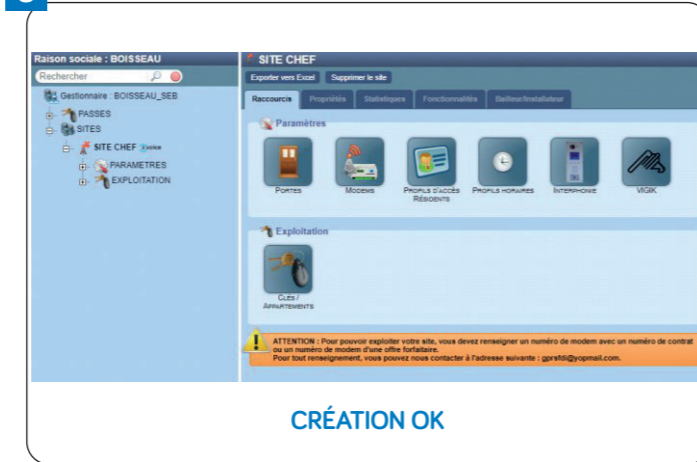 Raison sociale : BOISSEAU
Rechercher
Gestionnaire : BOISSEAU_SEB
PASSES
SITES
SITE CHEF
PARAMETRES
EXPLOITATION
SITE CHEF
Exporter vers Excel Supprimer le site
Raccourcis Propriétés Statistiques Fonctionnalités Bailleur/Installateur
Paramètres
PORTES MODEMS PROFILS D'ACCÈS RÉSIDENTS PROFILS HORAIRES INTERPHONIE VIGIK
Exploitation
CLÉS / APPARTEMENTS
ATTENTION : Pour pouvoir exploiter votre site, vous devez renseigner un numéro de modem avec un numéro de contrat
ou un numéro de modem d'une offre forfaitaire.
Pour tout renseignement, vous pouvez nous contacter à l'adresse suivante : gprsfdi@yopmail.com.
CRÉATION OK